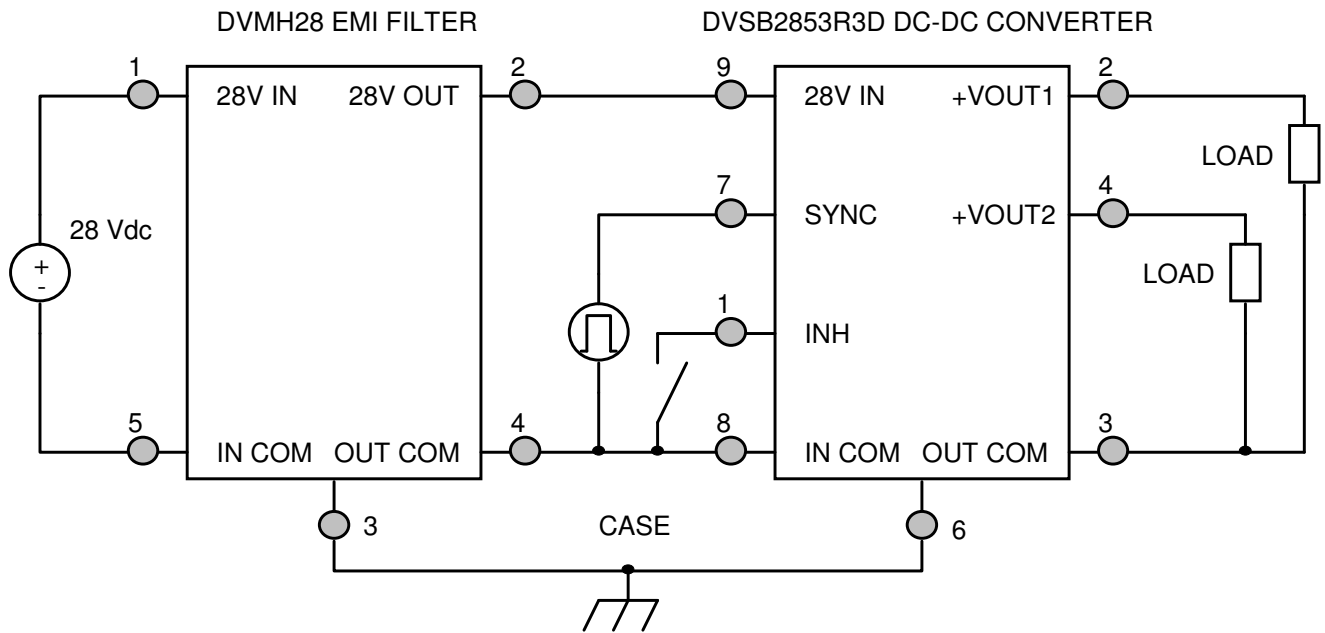 DVMH28 EMI FILTER DVSB2853R3D DC-DC CONVERTER
1 2 9 2
28V IN 28V OUT 28V IN +VOUT1
LOAD
7 4
28 Vdc SYNC +VOUT2
+
-
LOAD
1
INH
5 4 8 3
IN COM OUT COM IN COM OUT COM
3 CASE 6